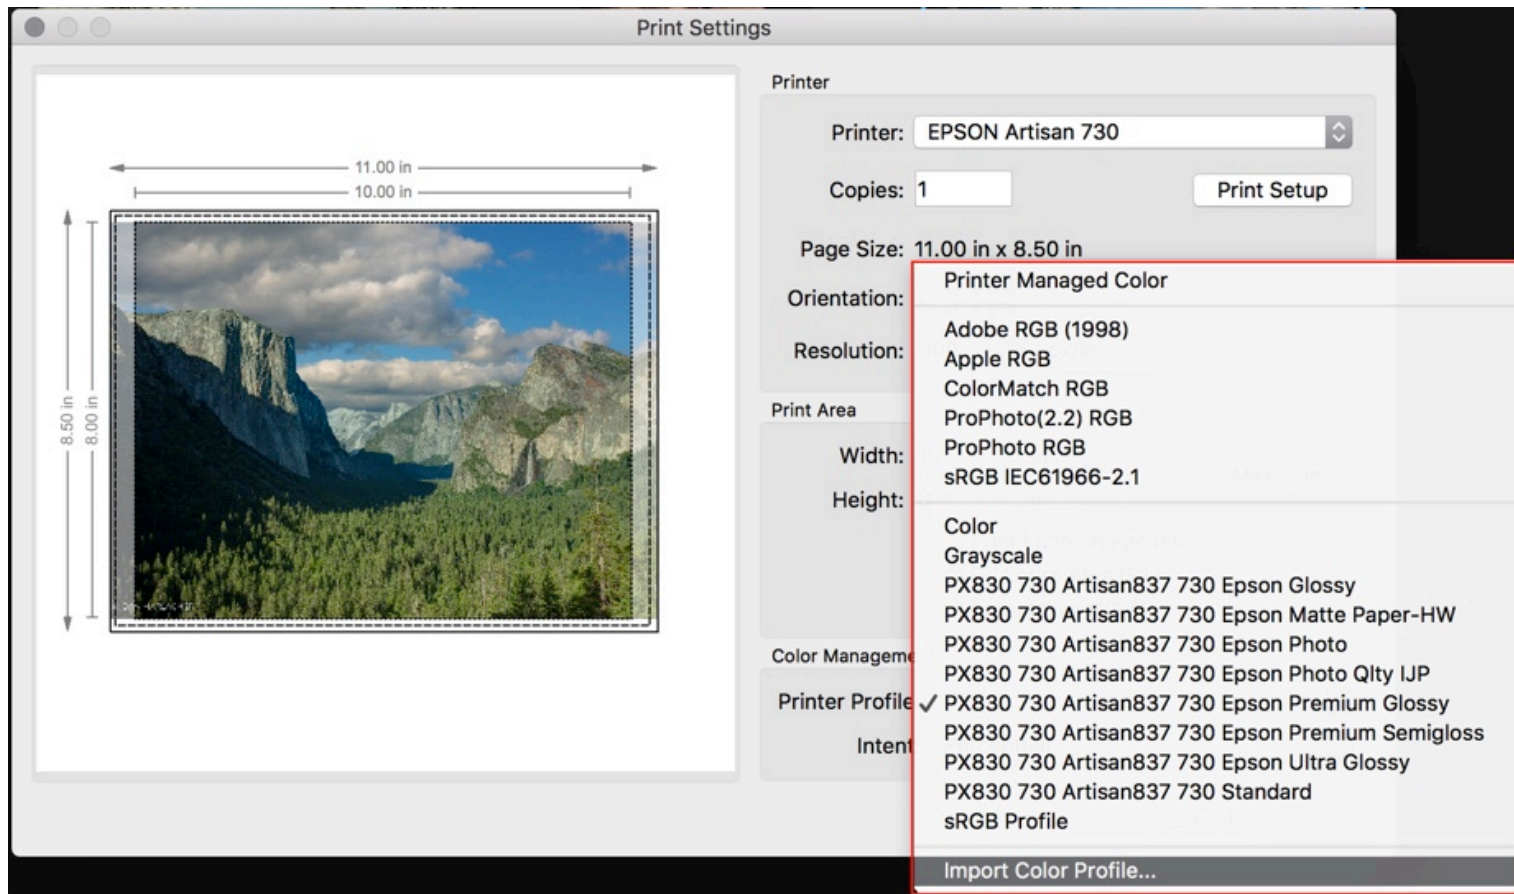 Print Settings
11.00 in
10.00 in
8.50 in
8.00 in
Printer
Printer: EPSON Artisan 730
Copies: 1
Print Setup
Page Size: 11.00 in x 8.50 in
Orientation:
Resolution:
Print Area
Width:
Height:
Color Manageme
Printer Profile
Intent
Printer Managed Color
Adobe RGB (1998)
Apple RGB
ColorMatch RGB
ProPhoto(2.2) RGB
ProPhoto RGB
sRGB IEC61966-2.1
Color
Grayscale
PX830 730 Artisan837 730 Epson Glossy
PX830 730 Artisan837 730 Epson Matte Paper-HW
PX830 730 Artisan837 730 Epson Photo
PX830 730 Artisan837 730 Epson Photo Qlty IJP
PX830 730 Artisan837 730 Epson Premium Glossy
PX830 730 Artisan837 730 Epson Premium Semigloss
PX830 730 Artisan837 730 Epson Ultra Glossy
PX830 730 Artisan837 730 Standard
sRGB Profile
Import Color Profile...